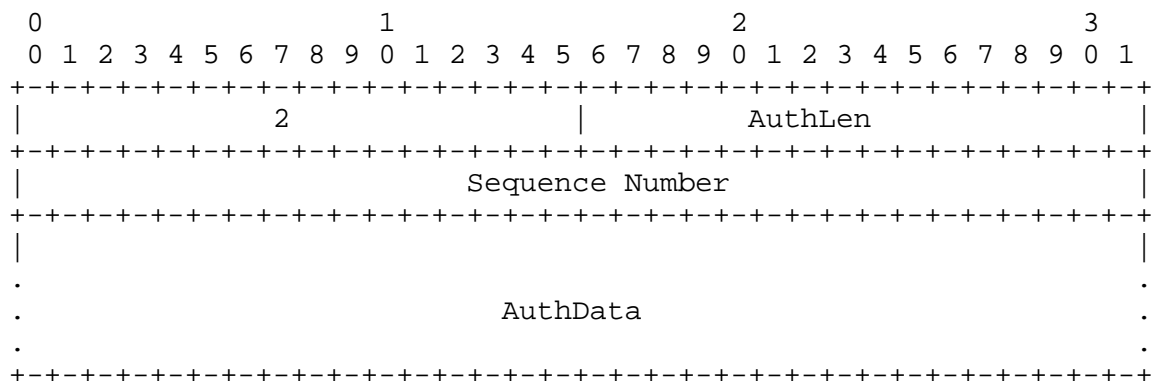 0                   1                   2                   3
 0 1 2 3 4 5 6 7 8 9 0 1 2 3 4 5 6 7 8 9 0 1 2 3 4 5 6 7 8 9 0 1
+-+-+-+-+-+-+-+-+-+-+-+-+-+-+-+-+-+-+-+-+-+-+-+-+-+-+-+-+-+-+-+-+
|              2                |         AuthLen               |
+-+-+-+-+-+-+-+-+-+-+-+-+-+-+-+-+-+-+-+-+-+-+-+-+-+-+-+-+-+-+-+-+
|                         Sequence Number                       |
+-+-+-+-+-+-+-+-+-+-+-+-+-+-+-+-+-+-+-+-+-+-+-+-+-+-+-+-+-+-+-+-+
|                                                               |
.                                                               .
.                           AuthData                            .
.                                                               .
+-+-+-+-+-+-+-+-+-+-+-+-+-+-+-+-+-+-+-+-+-+-+-+-+-+-+-+-+-+-+-+-+